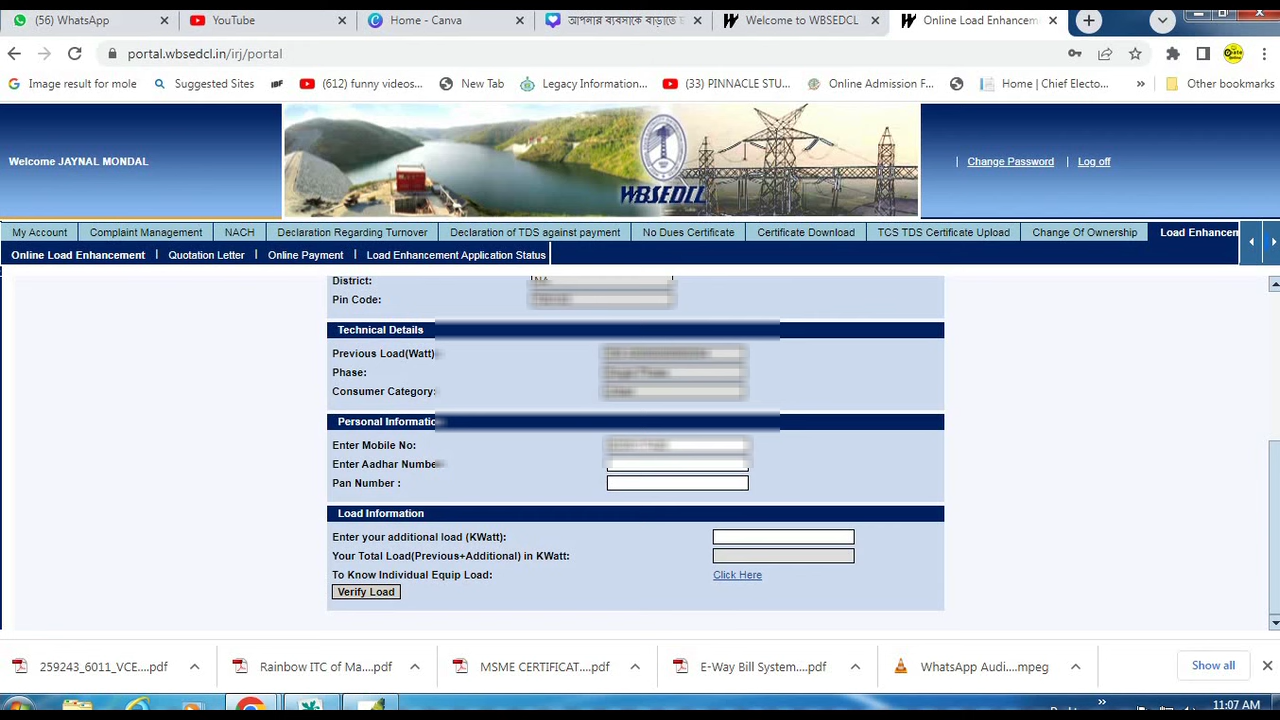 (56) WhatsApp
YouTube
Home - Canva
আপনার ব্যবসাকে বাড়াতে
Welcome to WBSEDCL
Online Load Enhancem
portal.wbsedcl.in/irj/portal
Image result for mole
Suggested Sites
(612) funny videos...
New Tab
Legacy Information...
(33) PINNACLE STU...
Online Admission F...
Home | Chief Electo...
»
Other bookmarks
Welcome JAYNAL MONDAL
WBSEDCL
| Change Password | Log off
My Account
Complaint Management
NACH
Declaration Regarding Turnover
Declaration of TDS against payment
No Dues Certificate
Certificate Download
TCS TDS Certificate Upload
Change Of Ownership
Load Enhancem
Online Load Enhancement | Quotation Letter | Online Payment | Load Enhancement Application Status
District:
Pin Code:
Technical Details
Previous Load(Watt)
Phase:
Consumer Category:
Personal Informatio
Enter Mobile No:
Enter Aadhar Numbe
Pan Number :
Load Information
Enter your additional load (KWatt):
Your Total Load(Previous+Additional) in KWatt:
To Know Individual Equip Load: Click Here
Verify Load
259243_6011_VCE....pdf
Rainbow ITC of Ma....pdf
MSME CERTIFICAT....pdf
E-Way Bill System....pdf
WhatsApp Audi....mpeg
Show all
»
11:07 AM